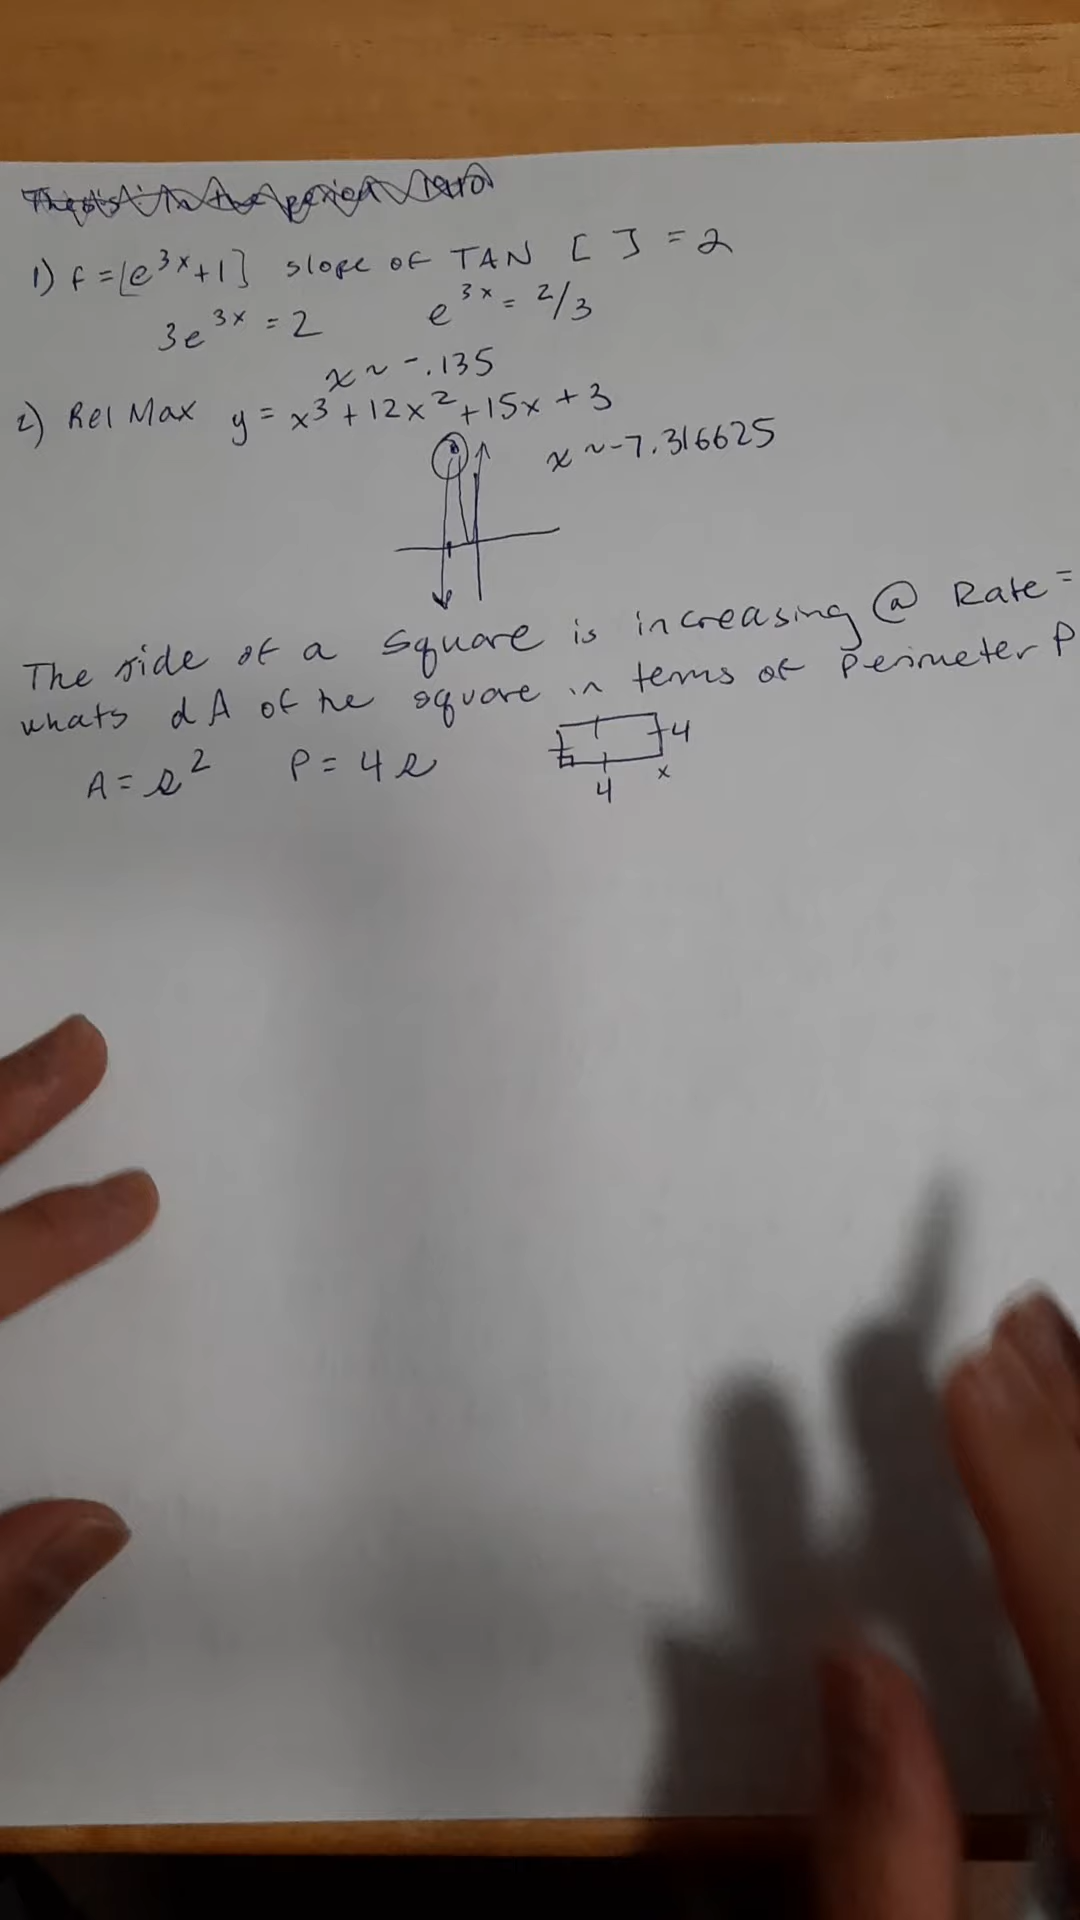 1) f = [e^3x + 1] slope of TAN [ ] = 2
3e^3x = 2 e^3x = 2/3
x ~ -.135
2) Rel Max y = x^3 + 12x^2 + 15x + 3
x ~ -7.316625
The side of a square is increasing @ Rate =
whats dA of the square in terms of Perimeter P
A = s^2 P = 4s
4
4 x